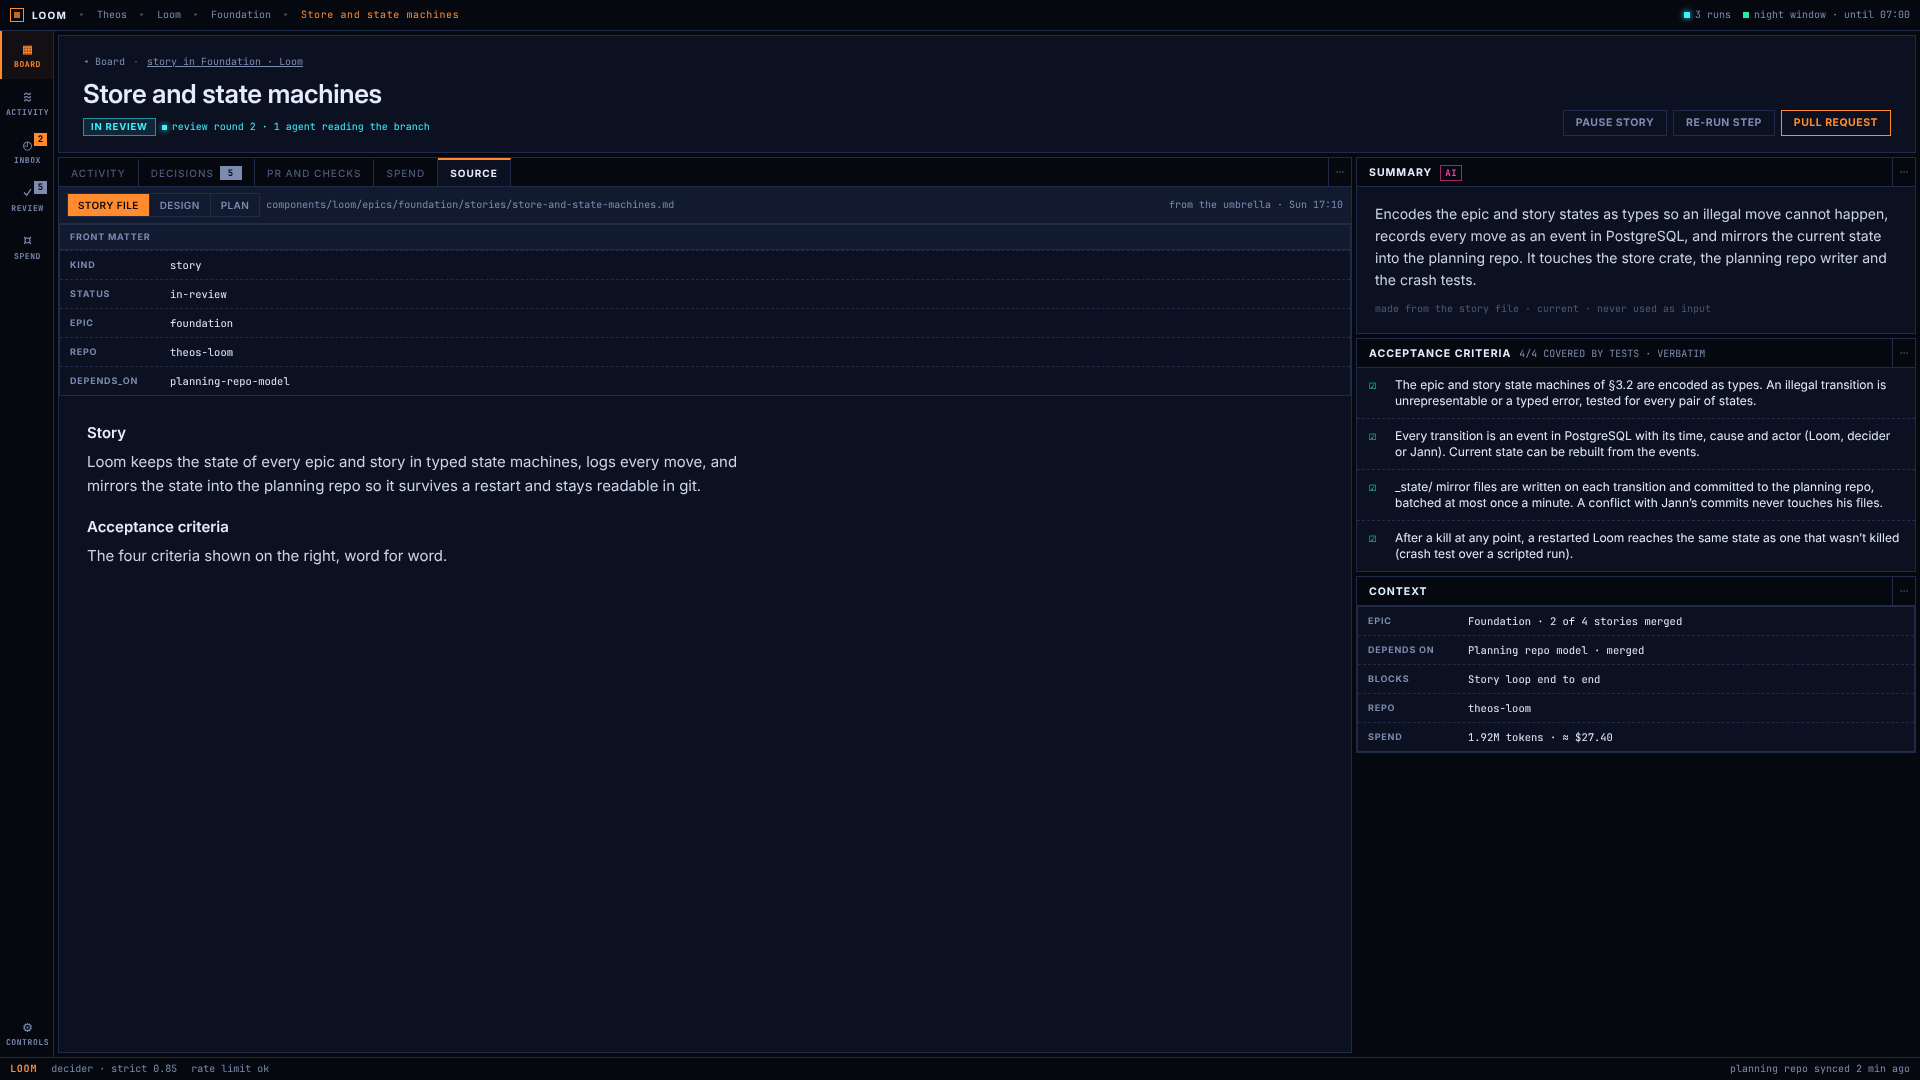 LOOM ▸ Theos ▸ Loom ▸ Foundation ▸ Store and state machines
3 runs night window · until 07:00
BOARD
ACTIVITY
2
INBOX
5
REVIEW
SPEND
CONTROLS
◂ Board · story in Foundation · Loom
Store and state machines
IN REVIEW review round 2 · 1 agent reading the branch
PAUSE STORY RE-RUN STEP PULL REQUEST
ACTIVITY DECISIONS 5 PR AND CHECKS SPEND SOURCE ⋯
STORY FILE DESIGN PLAN components/loom/epics/foundation/stories/store-and-state-machines.md from the umbrella · Sun 17:10
FRONT MATTER
KIND story
STATUS in-review
EPIC foundation
REPO theos-loom
DEPENDS_ON planning-repo-model
Story
Loom keeps the state of every epic and story in typed state machines, logs every move, and
mirrors the state into the planning repo so it survives a restart and stays readable in git.
Acceptance criteria
The four criteria shown on the right, word for word.
SUMMARY AI ⋯
Encodes the epic and story states as types so an illegal move cannot happen,
records every move as an event in PostgreSQL, and mirrors the current state
into the planning repo. It touches the store crate, the planning repo writer and
the crash tests.
made from the story file · current · never used as input
ACCEPTANCE CRITERIA 4/4 COVERED BY TESTS · VERBATIM ⋯
☑ The epic and story state machines of §3.2 are encoded as types. An illegal transition is
unrepresentable or a typed error, tested for every pair of states.
☑ Every transition is an event in PostgreSQL with its time, cause and actor (Loom, decider
or Jann). Current state can be rebuilt from the events.
☑ _state/ mirror files are written on each transition and committed to the planning repo,
batched at most once a minute. A conflict with Jann's commits never touches his files.
☑ After a kill at any point, a restarted Loom reaches the same state as one that wasn't killed
(crash test over a scripted run).
CONTEXT ⋯
EPIC Foundation · 2 of 4 stories merged
DEPENDS ON Planning repo model · merged
BLOCKS Story loop end to end
REPO theos-loom
SPEND 1.92M tokens · ≈ $27.40
LOOM decider · strict 0.85 rate limit ok
planning repo synced 2 min ago